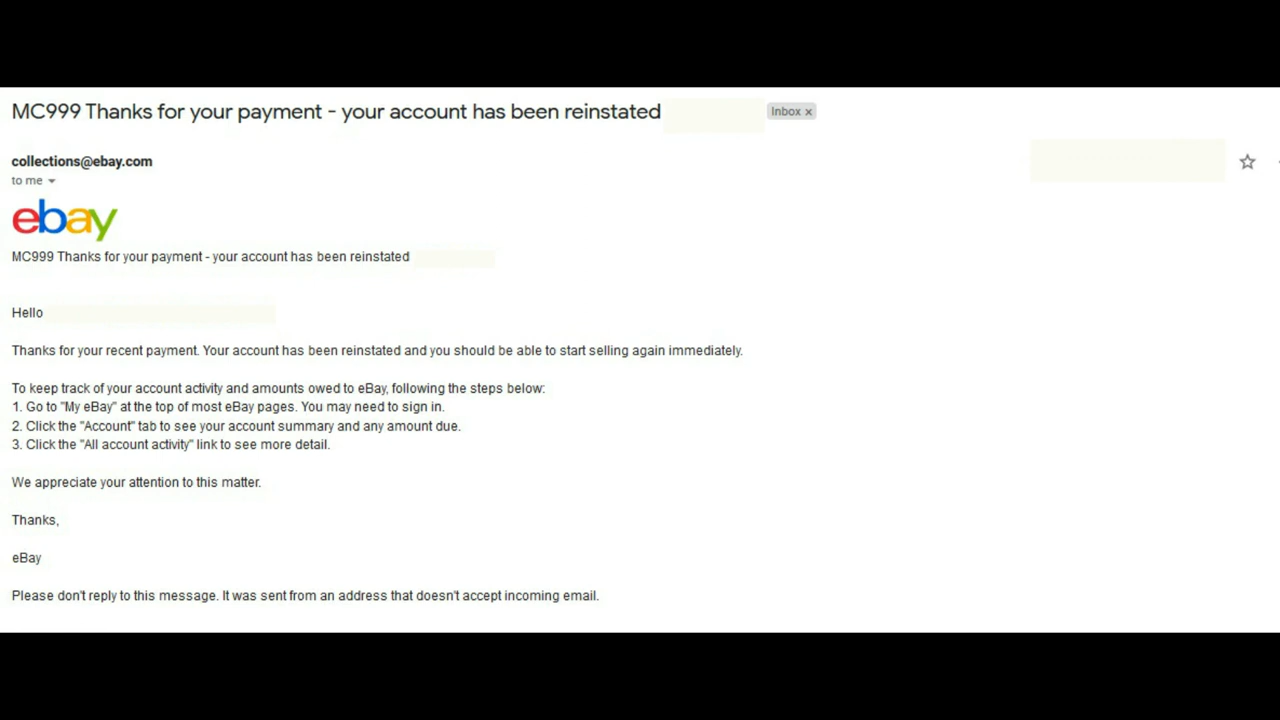 MC999 Thanks for your payment - your account has been reinstated
Inbox x
collections@ebay.com
to me
ebay
MC999 Thanks for your payment - your account has been reinstated
Hello
Thanks for your recent payment. Your account has been reinstated and you should be able to start selling again immediately.
To keep track of your account activity and amounts owed to eBay, following the steps below:
1. Go to "My eBay" at the top of most eBay pages. You may need to sign in.
2. Click the "Account" tab to see your account summary and any amount due.
3. Click the "All account activity" link to see more detail.
We appreciate your attention to this matter.
Thanks,
eBay
Please don't reply to this message. It was sent from an address that doesn't accept incoming email.